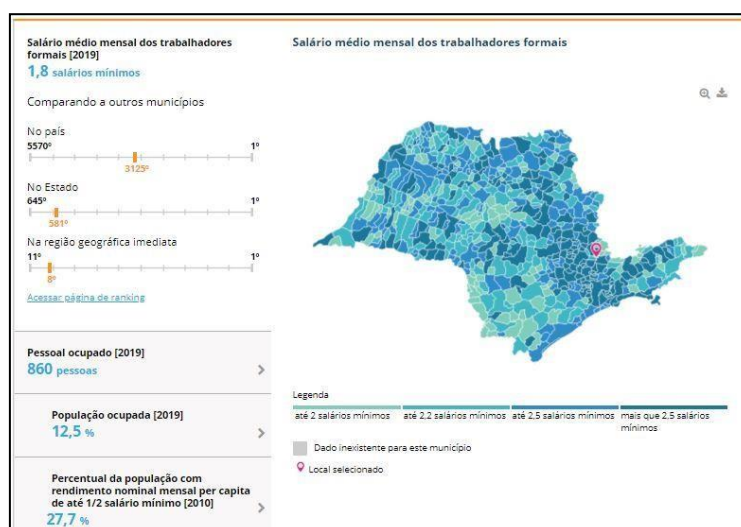 Salário médio mensal dos trabalhadores
formais [2019]
1,8 salários mínimos
Comparando a outros municípios
No país
5570º 1º
3125º
No Estado
645º 1º
581º
Na região geográfica imediata
11º 1º
8º
Acessar página de ranking
Pessoal ocupado [2019]
860 pessoas
População ocupada [2019]
12,5 %
Percentual da população com
rendimento nominal mensal per capita
de até 1/2 salário mínimo [2010]
27,7 %
Salário médio mensal dos trabalhadores formais
Legenda
até 2 salários mínimos até 2,2 salários mínimos até 2,5 salários mínimos mais que 2,5 salários
mínimos
Dado inexistente para este município
Local selecionado